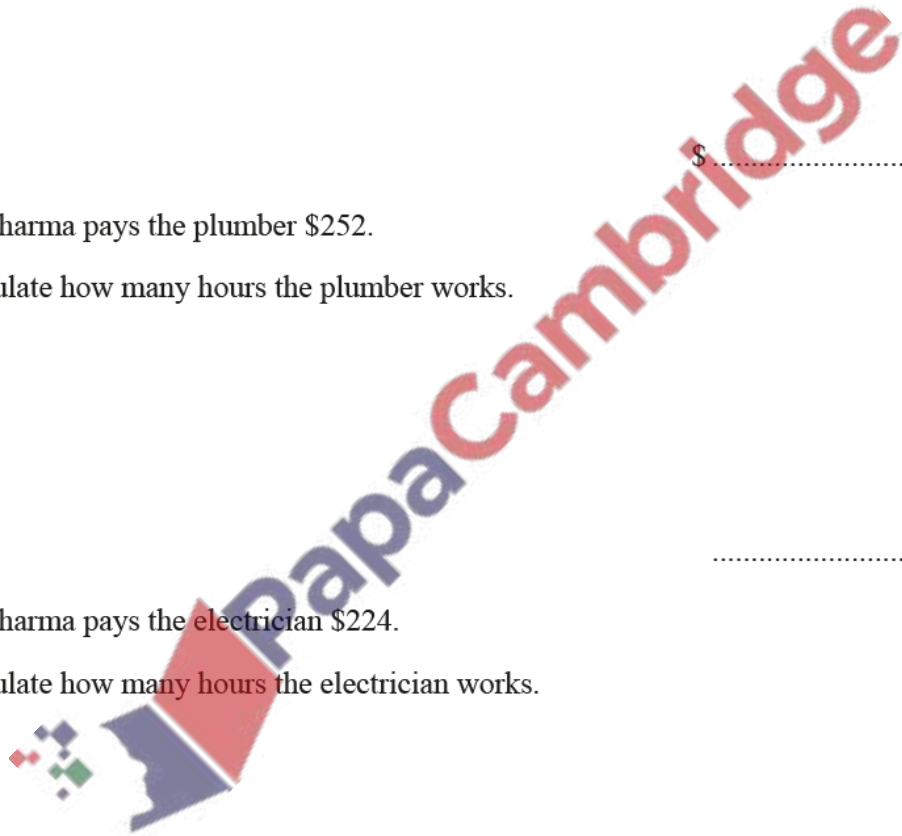 $ ........................
harma pays the plumber $252.
ulate how many hours the plumber works.
........................
harma pays the electrician $224.
ulate how many hours the electrician works.
PapaCambridge